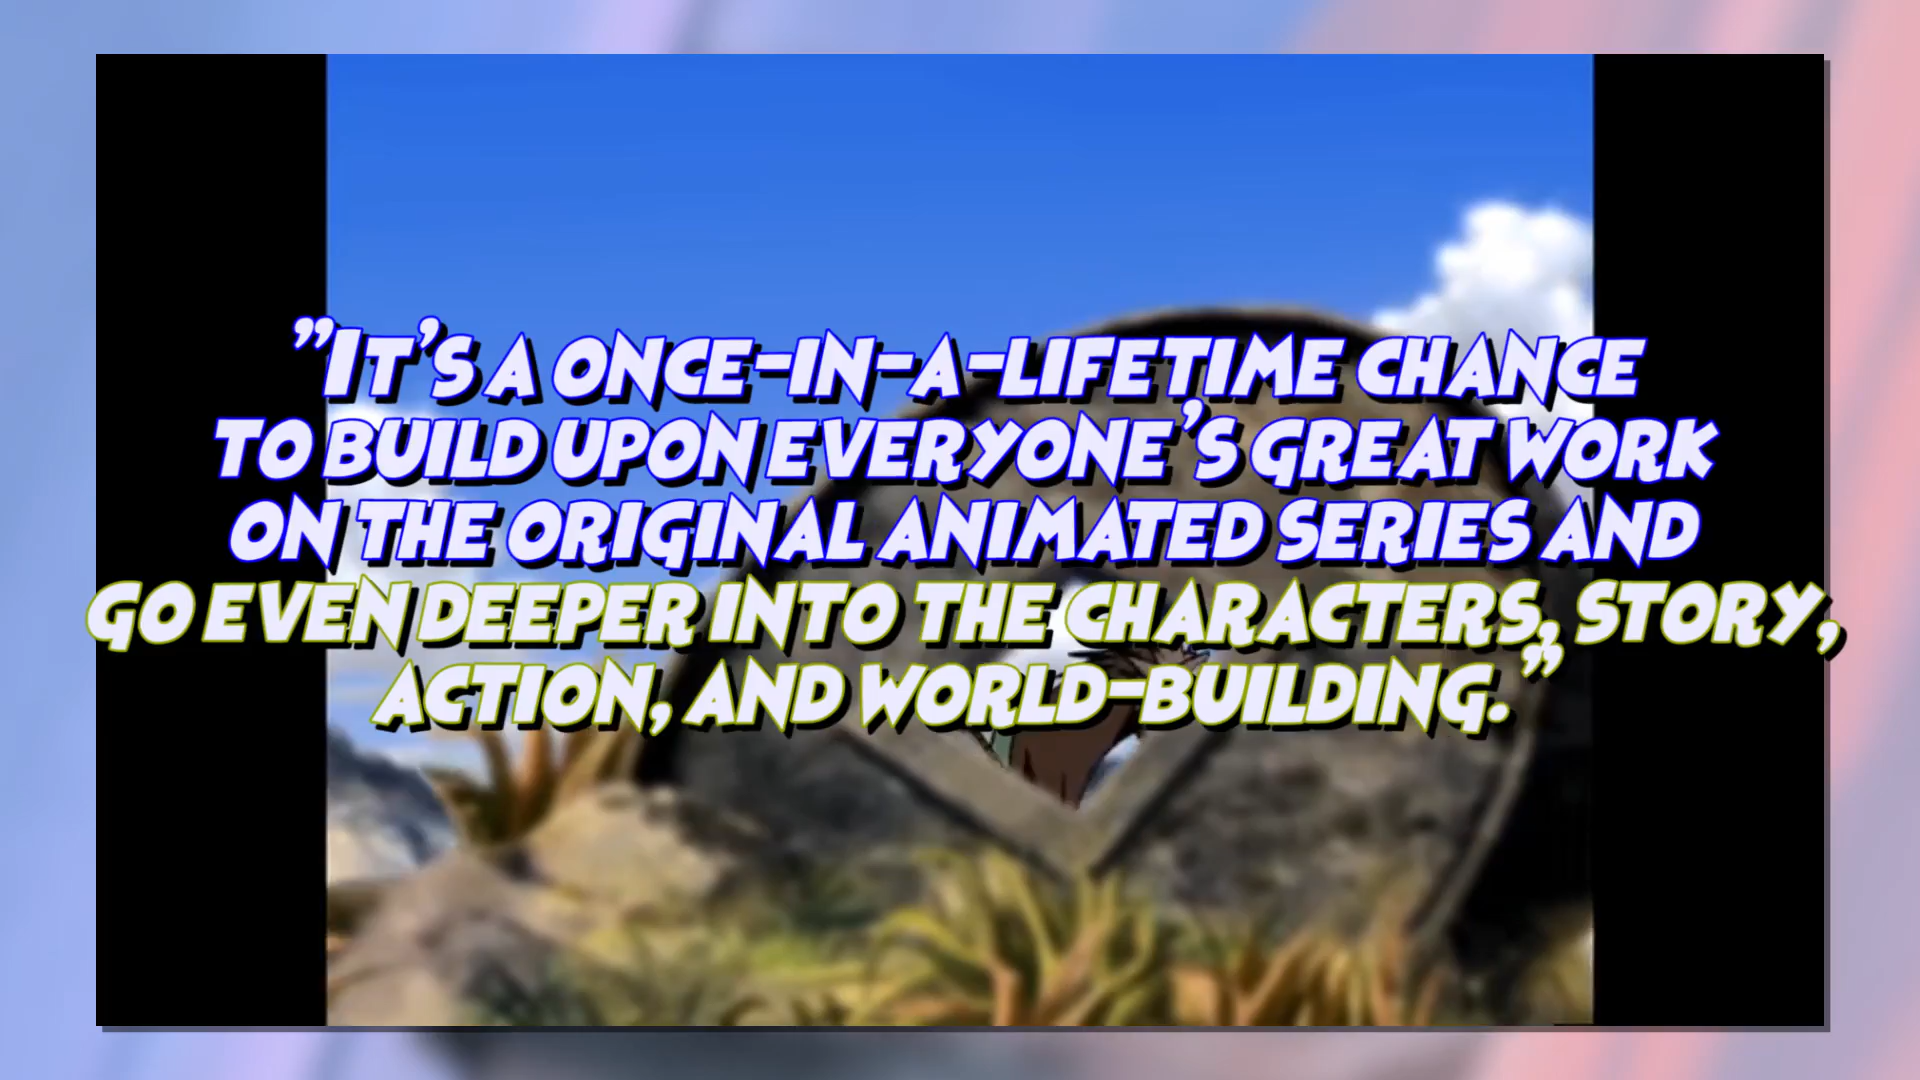 ”It’s a once-in-a-lifetime chance
to build upon everyone’s great work
on the original animated series and
go even deeper into the characters, story,
action, and world-building.”